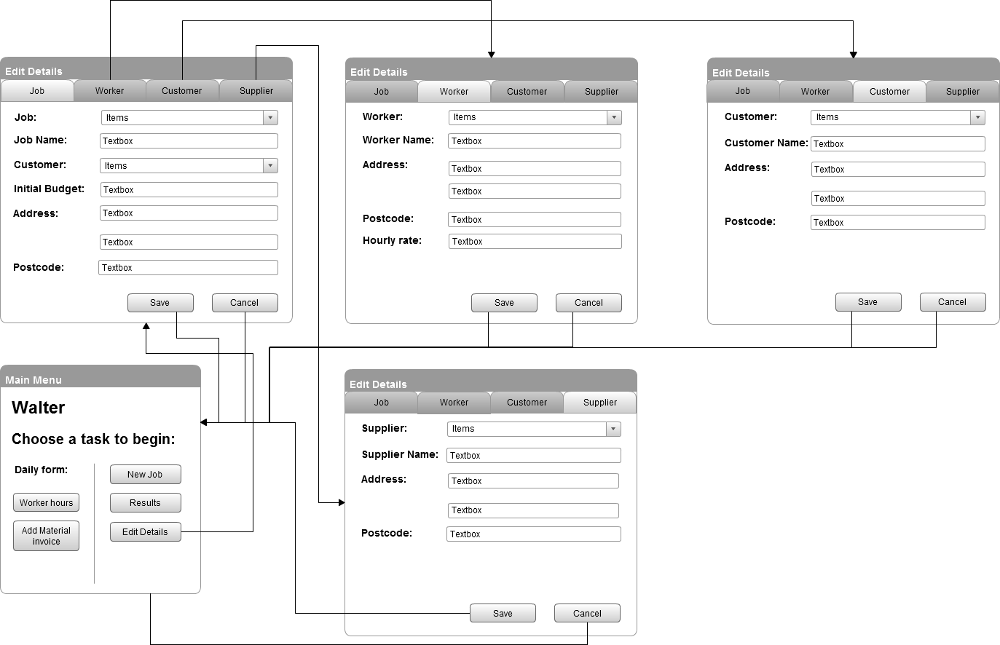 Edit Details
Job Worker Customer Supplier
Job: Items
Job Name: Textbox
Customer: Items
Initial Budget: Textbox
Address: Textbox
Textbox
Postcode: Textbox
Save Cancel
Edit Details
Job Worker Customer Supplier
Worker: Items
Worker Name: Textbox
Address: Textbox
Textbox
Postcode: Textbox
Hourly rate: Textbox
Save Cancel
Edit Details
Job Worker Customer Supplier
Customer: Items
Customer Name: Textbox
Address: Textbox
Textbox
Postcode: Textbox
Save Cancel
Main Menu
Walter
Choose a task to begin:
Daily form:
Worker hours
Add Material
invoice
New Job
Results
Edit Details
Edit Details
Job Worker Customer Supplier
Supplier: Items
Supplier Name: Textbox
Address: Textbox
Textbox
Postcode: Textbox
Save Cancel